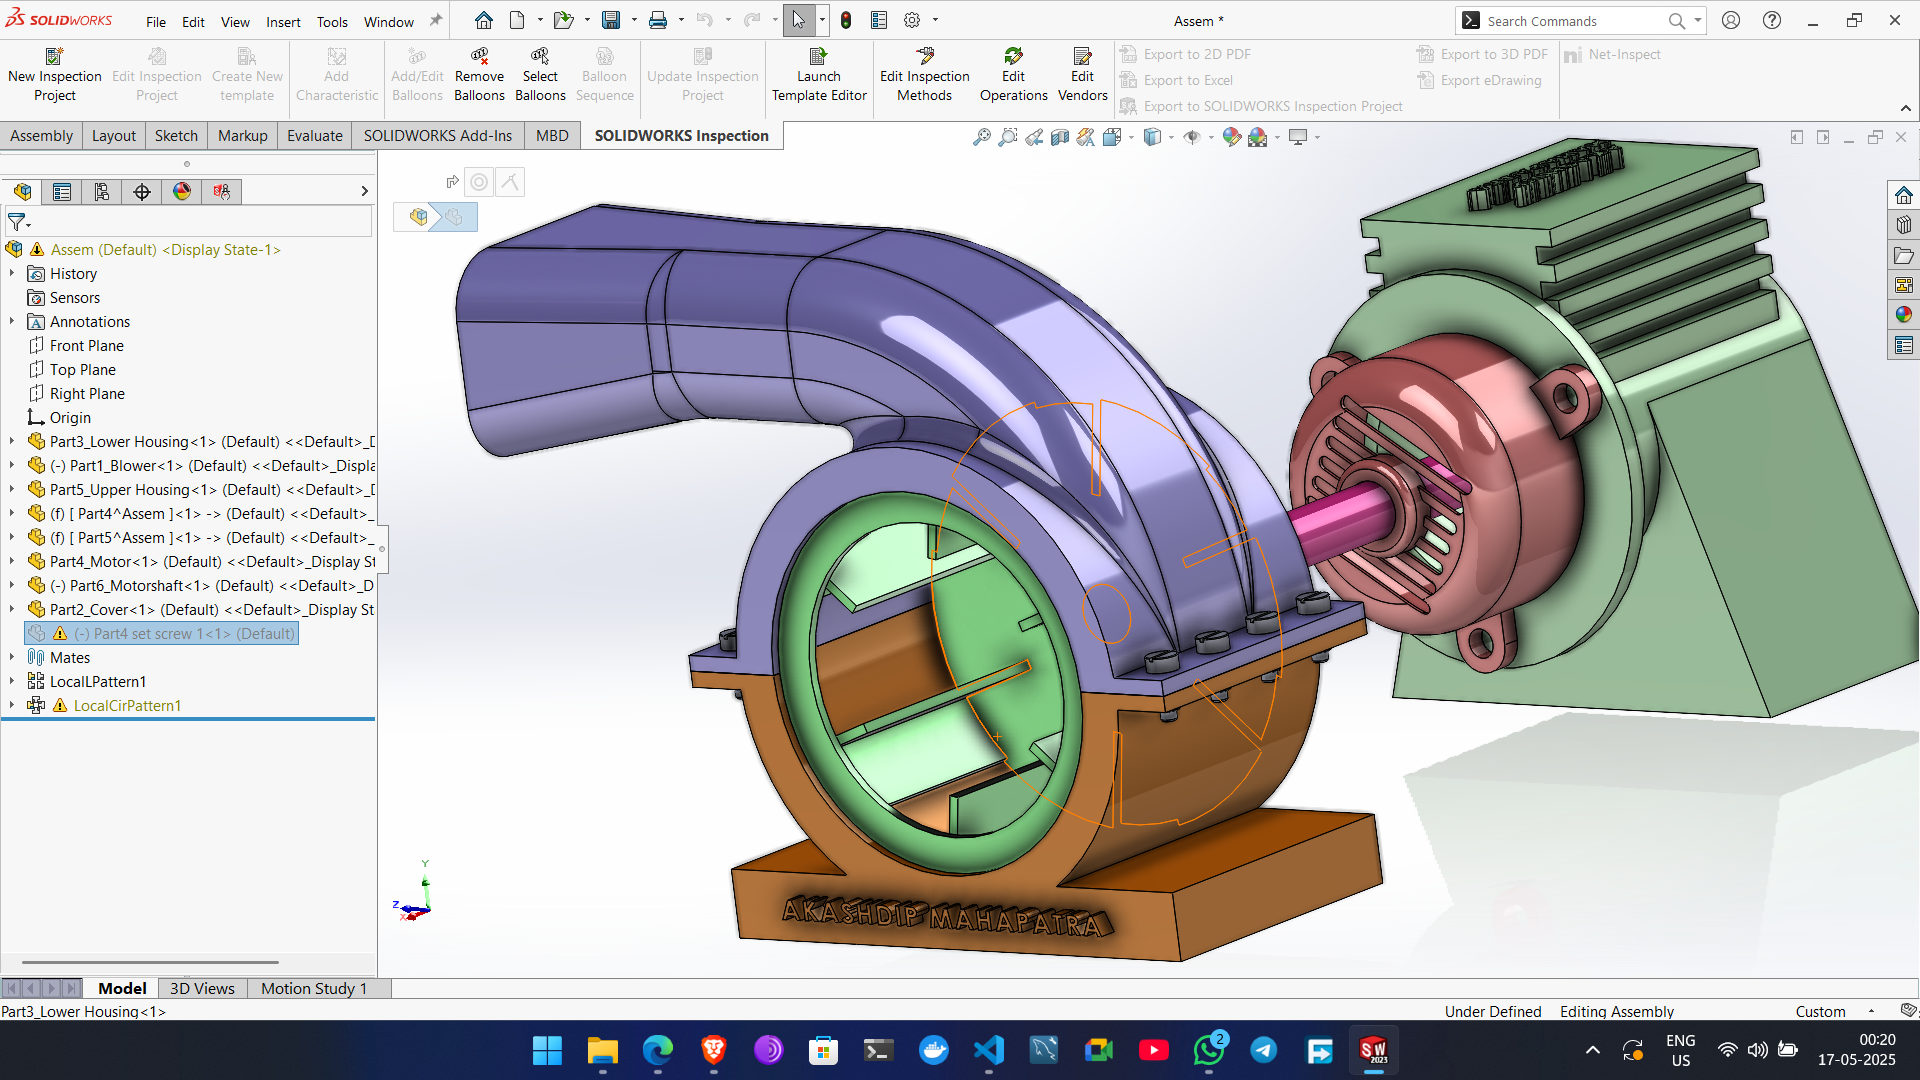 SOLIDWORKS File Edit View Insert Tools Window Assem * Search Commands
New Inspection Project
Edit Inspection Project
Create New template
Add Characteristic
Add/Edit Balloons
Remove Balloons
Select Balloons
Balloon Sequence
Update Inspection Project
Launch Template Editor
Edit Inspection Methods
Edit Operations
Edit Vendors
Export to 2D PDF
Export to Excel
Export to SOLIDWORKS Inspection Project
Export to 3D PDF
Export eDrawing
Net-Inspect
Assembly Layout Sketch Markup Evaluate SOLIDWORKS Add-Ins MBD SOLIDWORKS Inspection
Assem (Default) <Display State-1>
History
Sensors
Annotations
Front Plane
Top Plane
Right Plane
Origin
Part3_Lower Housing<1> (Default) <<Default>_D
(-) Part1_Blower<1> (Default) <<Default>_Displa
Part5_Upper Housing<1> (Default) <<Default>_D
(f) [ Part4^Assem ]<1> -> (Default) <<Default>_
(f) [ Part5^Assem ]<1> -> (Default) <<Default>_
Part4_Motor<1> (Default) <<Default>_Display St
(-) Part6_Motorshaft<1> (Default) <<Default>_D
Part2_Cover<1> (Default) <<Default>_Display St
(-) Part4 set screw 1<1> (Default)
Mates
LocalLPattern1
LocalCirPattern1
AKASHDIP MAHAPATRA
Y
Z
X
Model 3D Views Motion Study 1
Part3_Lower Housing<1> Under Defined Editing Assembly Custom
SW
2023
2
ENG
US
00:20
17-05-2025